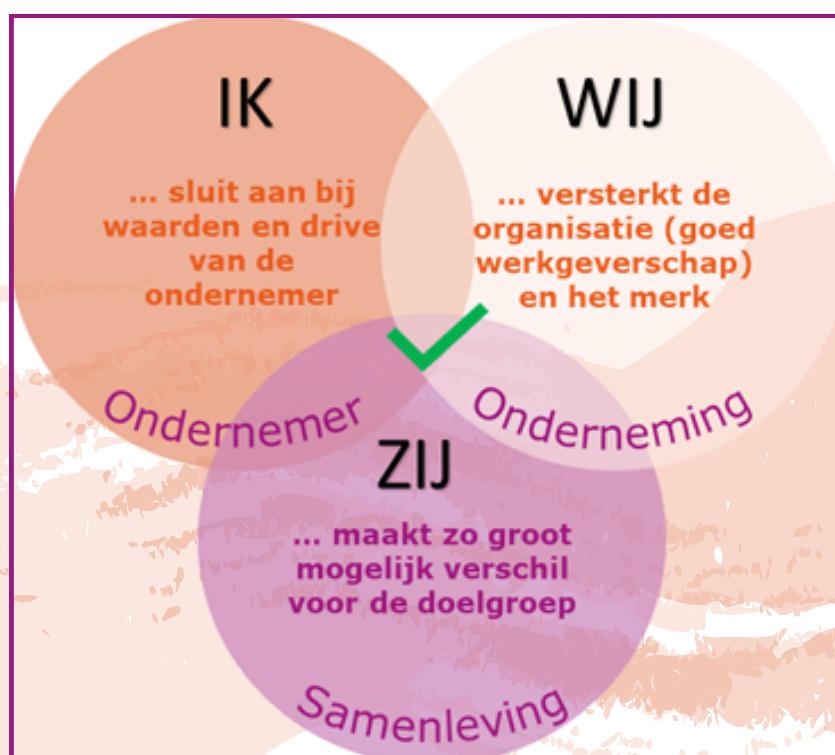 IK
... sluit aan bij
waarden en drive
van de
ondernemer
Ondernemer
WIJ
... versterkt de
organisatie (goed
werkgeverschap)
en het merk
Onderneming
ZIJ
... maakt zo groot
mogelijk verschil
voor de doelgroep
Samenleving